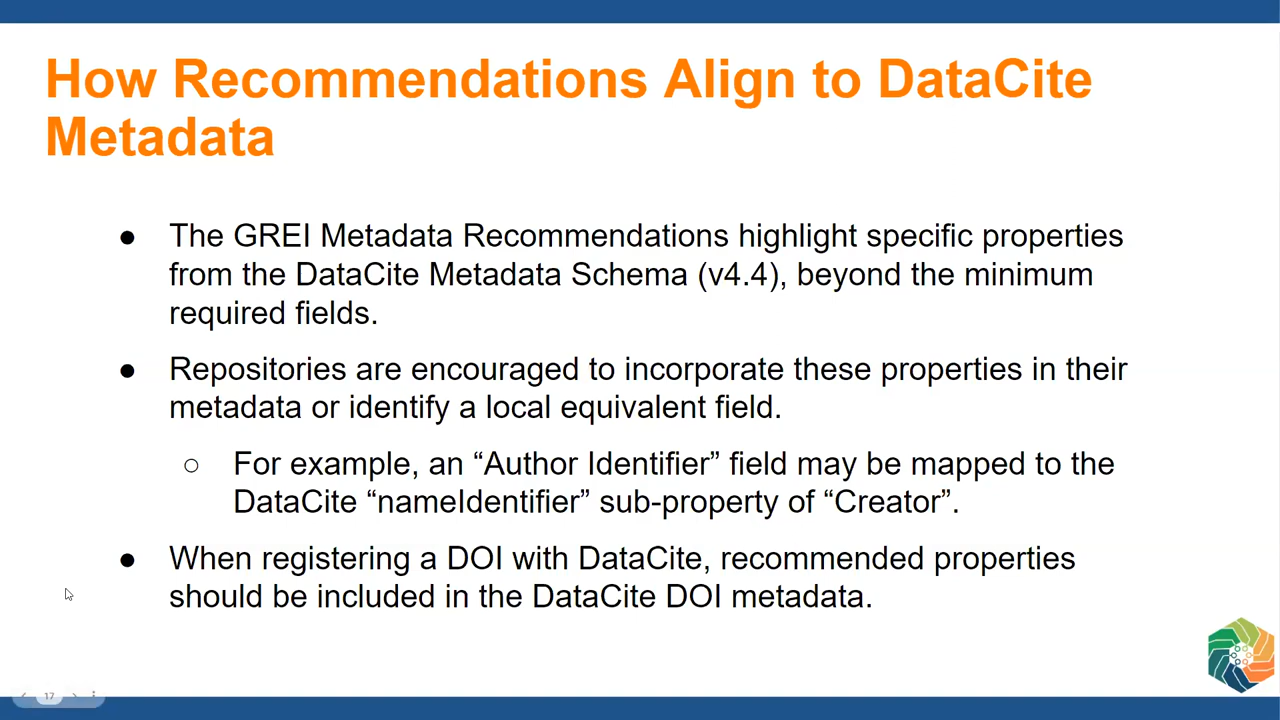 How Recommendations Align to DataCite
Metadata
● The GREI Metadata Recommendations highlight specific properties
from the DataCite Metadata Schema (v4.4), beyond the minimum
required fields.
● Repositories are encouraged to incorporate these properties in their
metadata or identify a local equivalent field.
○ For example, an “Author Identifier” field may be mapped to the
DataCite “nameIdentifier” sub-property of “Creator”.
● When registering a DOI with DataCite, recommended properties
should be included in the DataCite DOI metadata.
17